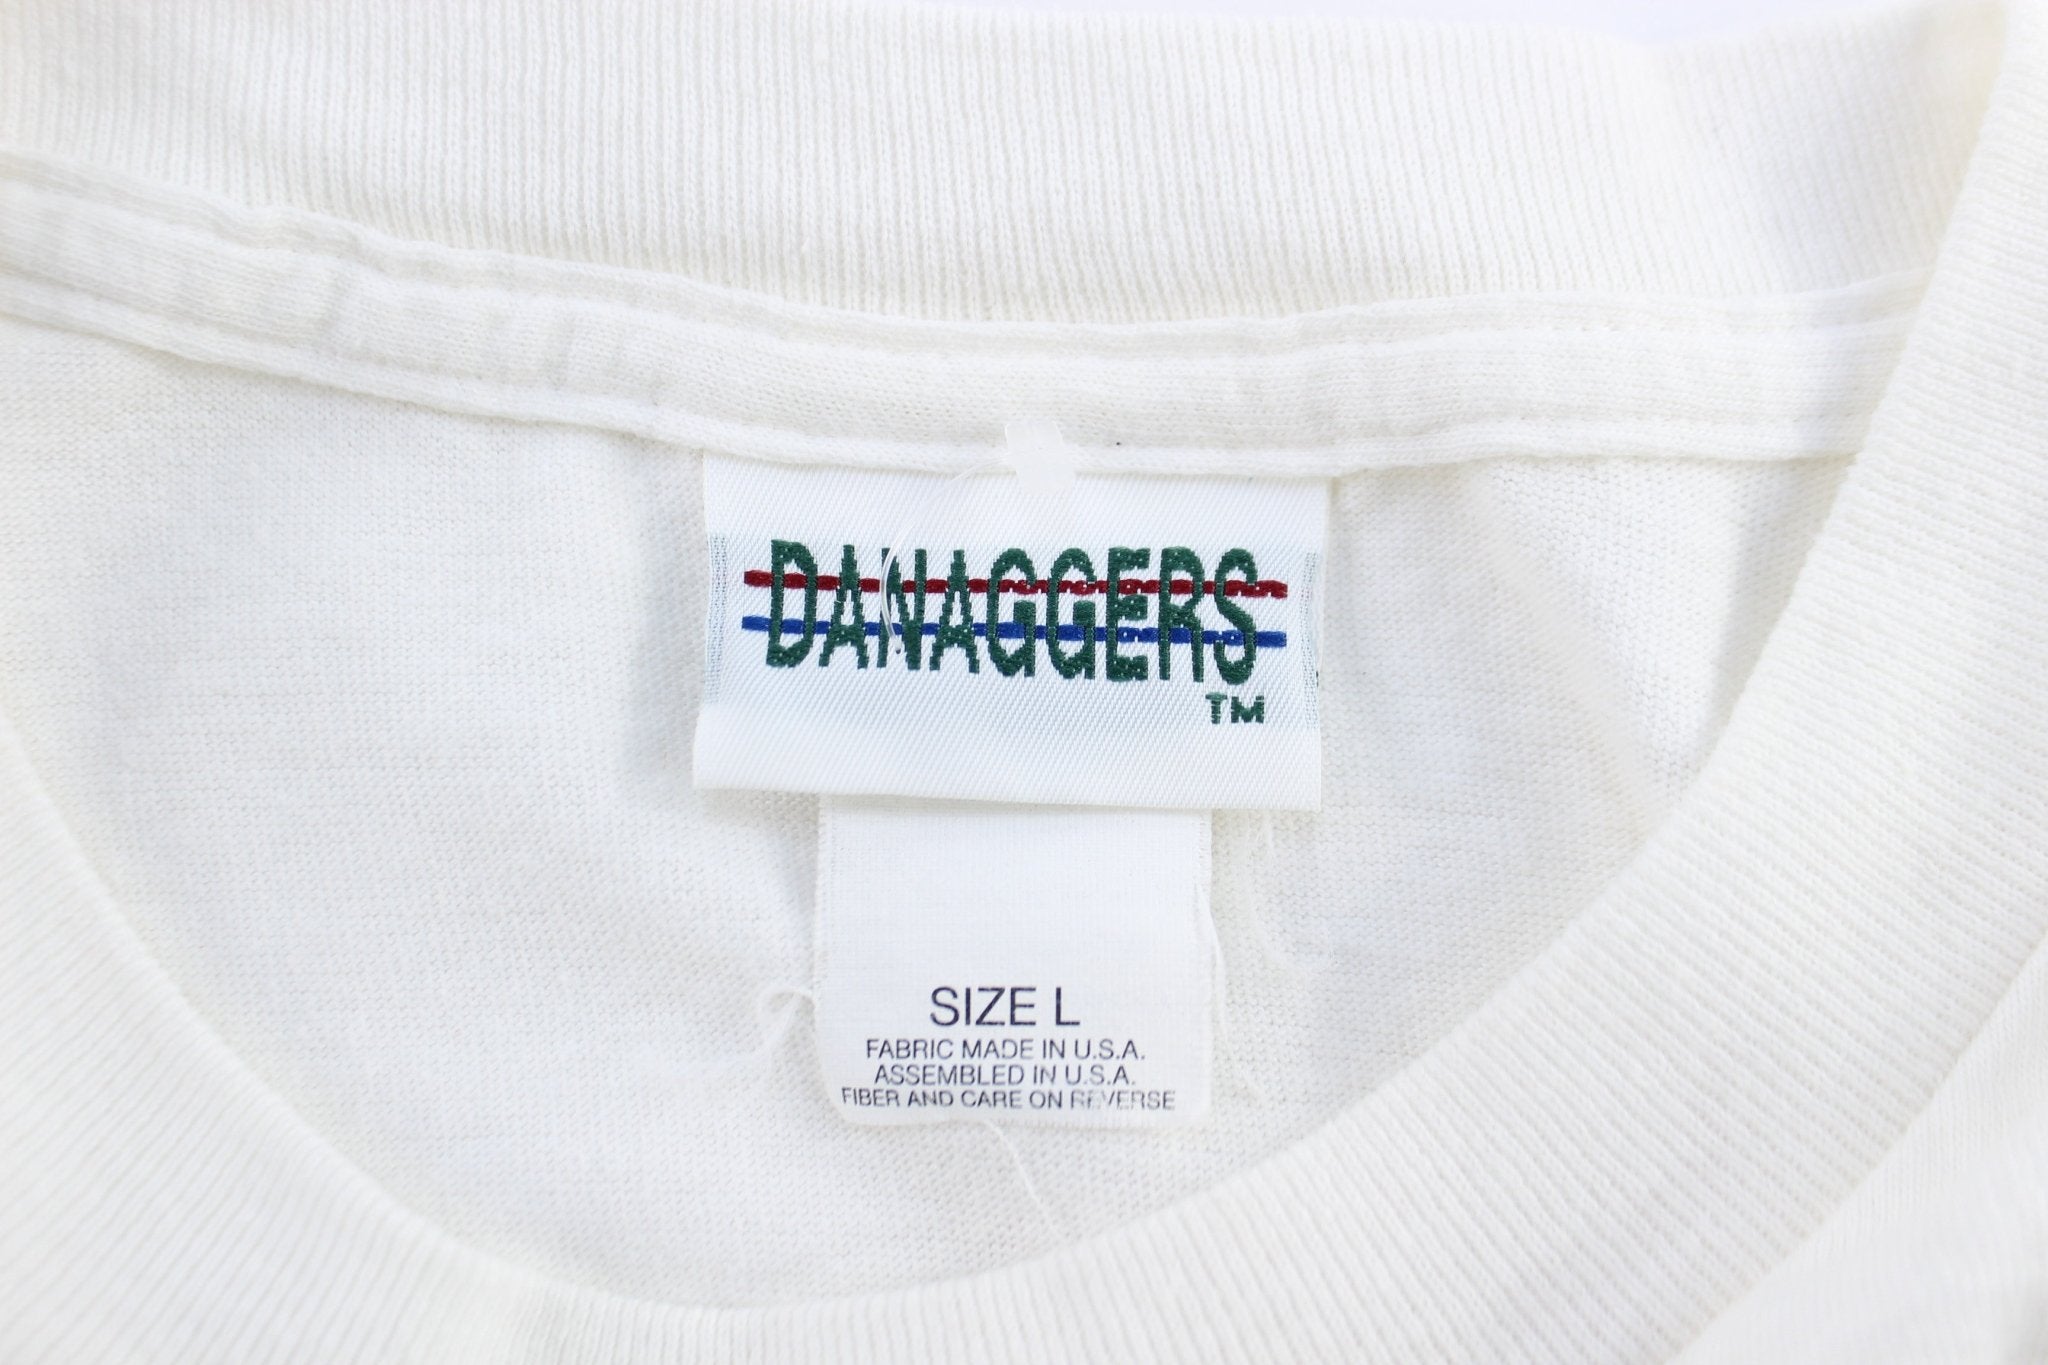 DANAGGERS
TM
SIZE L
FABRIC MADE IN U.S.A.
ASSEMBLED IN U.S.A.
FIBER AND CARE ON REVERSE